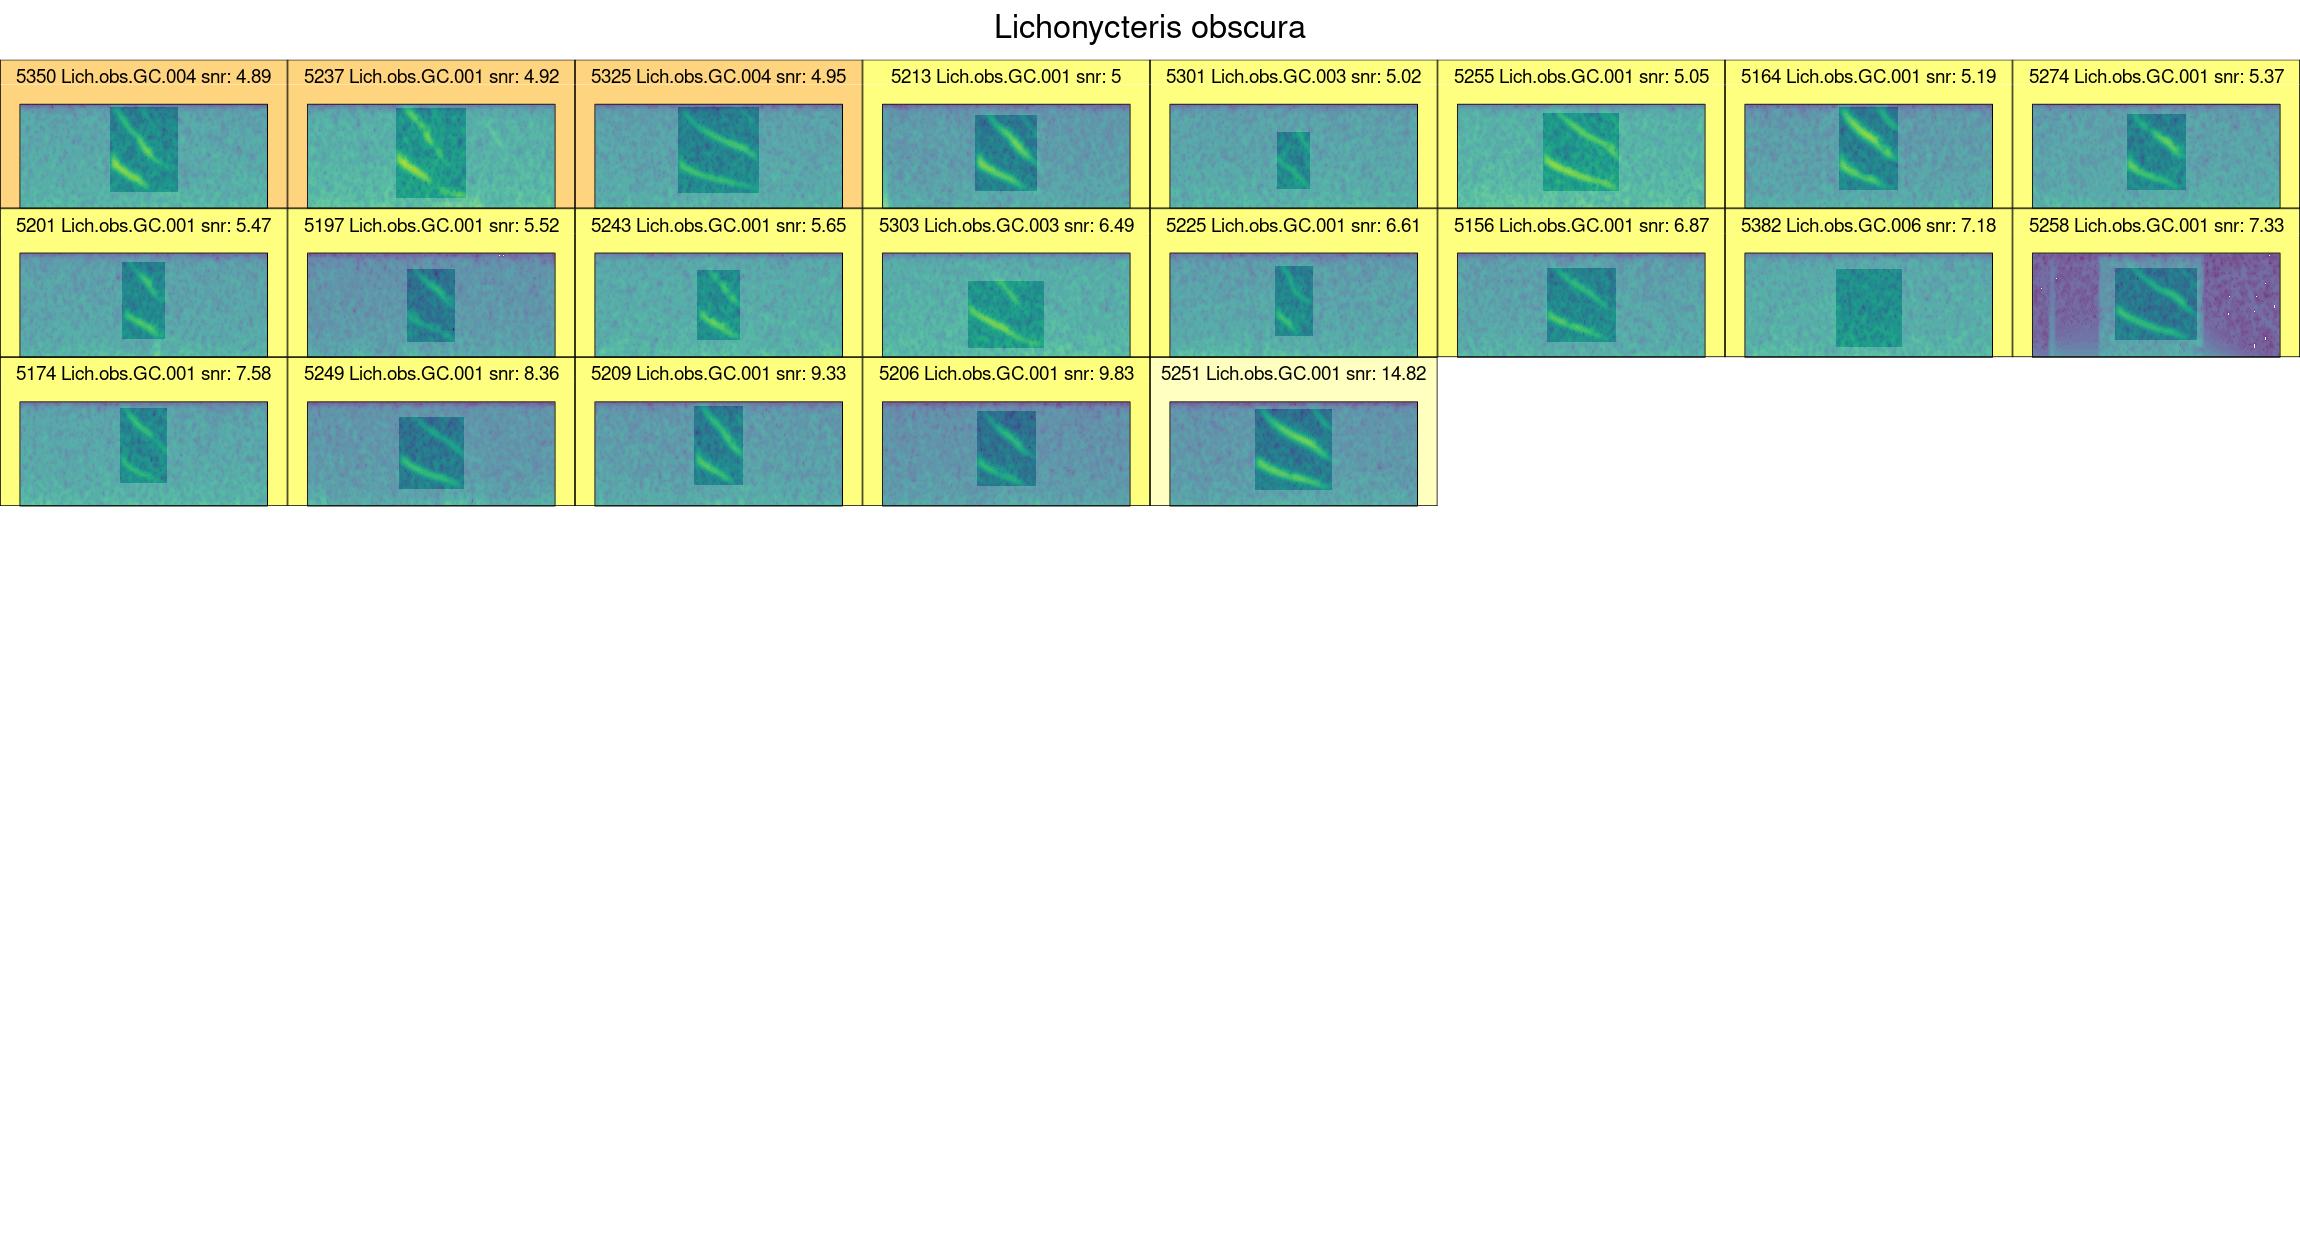 Lichonycteris obscura
5350 Lich.obs.GC.004 snr: 4.89
5237 Lich.obs.GC.001 snr: 4.92
5325 Lich.obs.GC.004 snr: 4.95
5213 Lich.obs.GC.001 snr: 5
5301 Lich.obs.GC.003 snr: 5.02
5255 Lich.obs.GC.001 snr: 5.05
5164 Lich.obs.GC.001 snr: 5.19
5274 Lich.obs.GC.001 snr: 5.37
5201 Lich.obs.GC.001 snr: 5.47
5197 Lich.obs.GC.001 snr: 5.52
5243 Lich.obs.GC.001 snr: 5.65
5303 Lich.obs.GC.003 snr: 6.49
5225 Lich.obs.GC.001 snr: 6.61
5156 Lich.obs.GC.001 snr: 6.87
5382 Lich.obs.GC.006 snr: 7.18
5258 Lich.obs.GC.001 snr: 7.33
5174 Lich.obs.GC.001 snr: 7.58
5249 Lich.obs.GC.001 snr: 8.36
5209 Lich.obs.GC.001 snr: 9.33
5206 Lich.obs.GC.001 snr: 9.83
5251 Lich.obs.GC.001 snr: 14.82